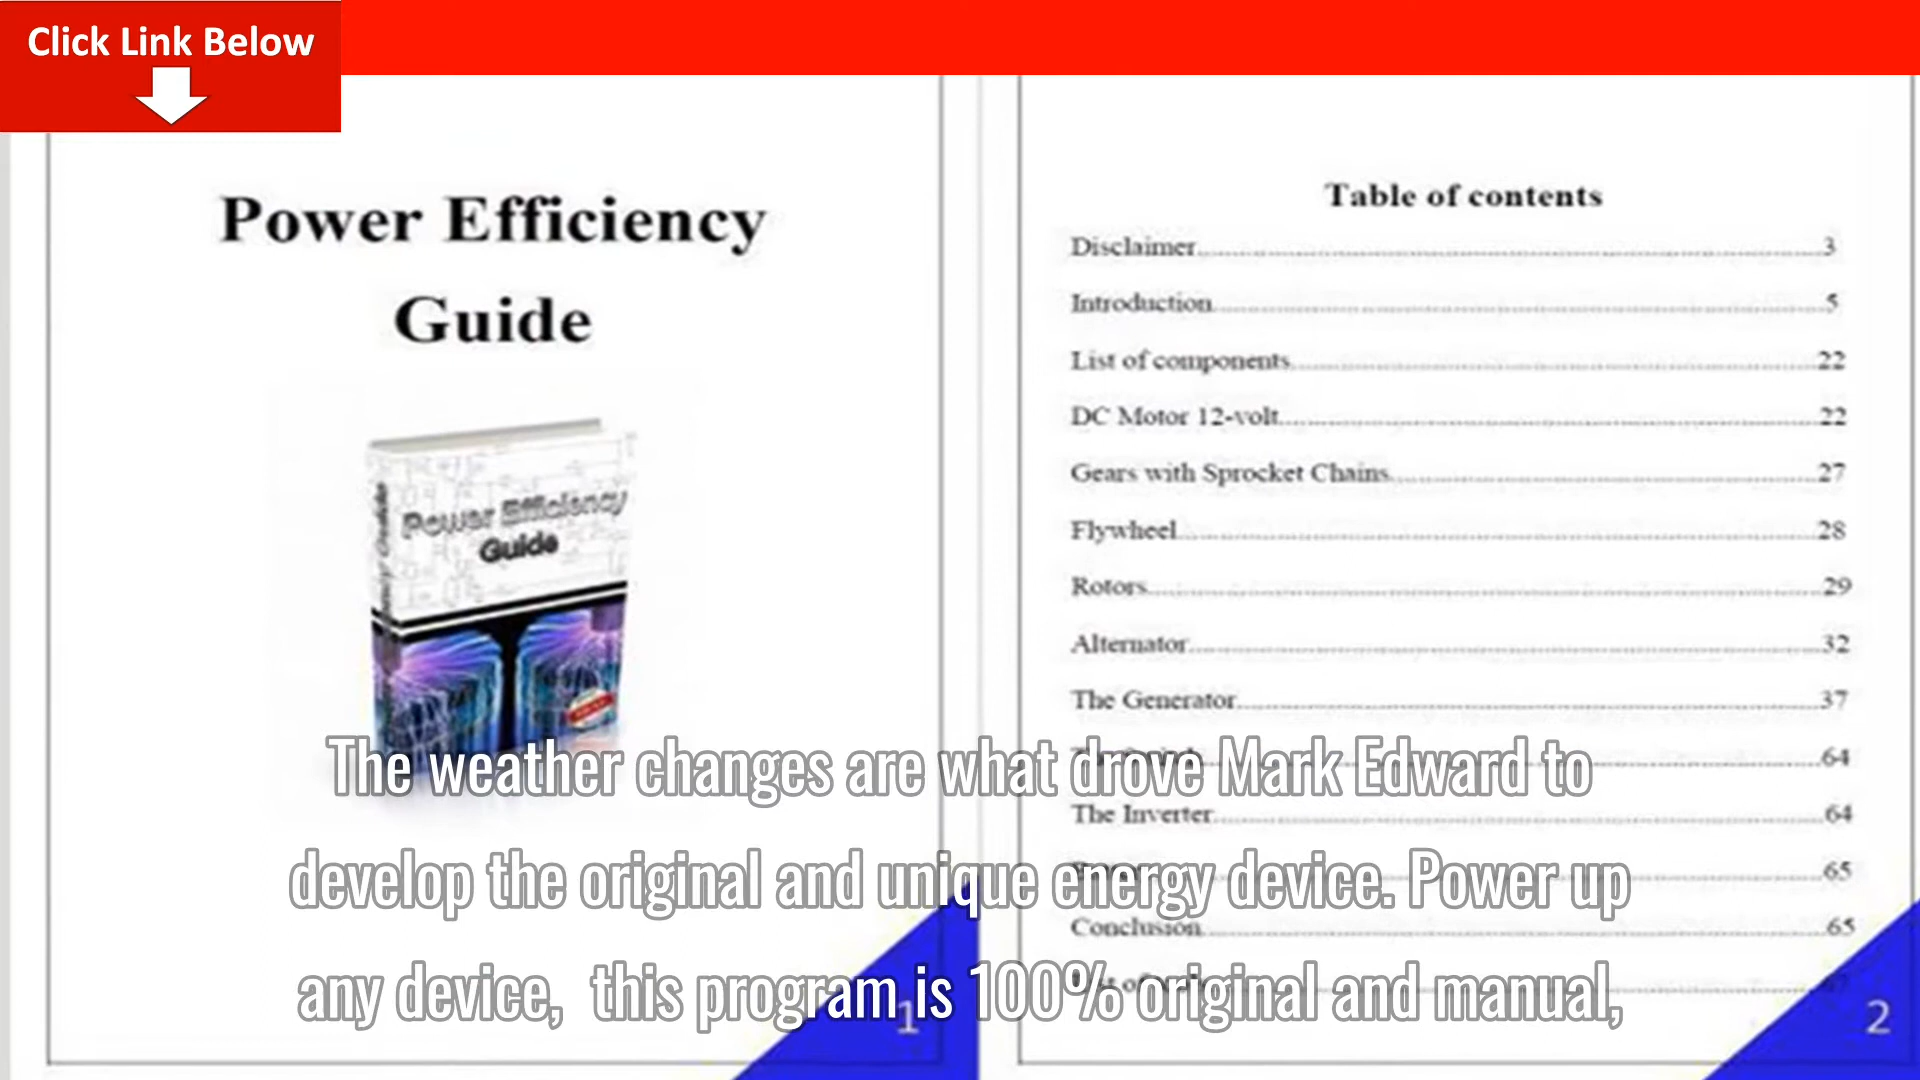 Click Link Below
Power Efficiency
Guide
Power Efficiency
Guide
1
Table of contents
Disclaimer 3
Introduction 5
List of components 22
DC Motor 12-volt 22
Gears with Sprocket Chains 27
Flywheel 28
Rotors 29
Alternator 32
The Generator 37
64
The Inverter 64
65
Conclusion 65
2
The weather changes are what drove Mark Edward to
develop the original and unique energy device. Power up
any device, this program is 100% original and manual,